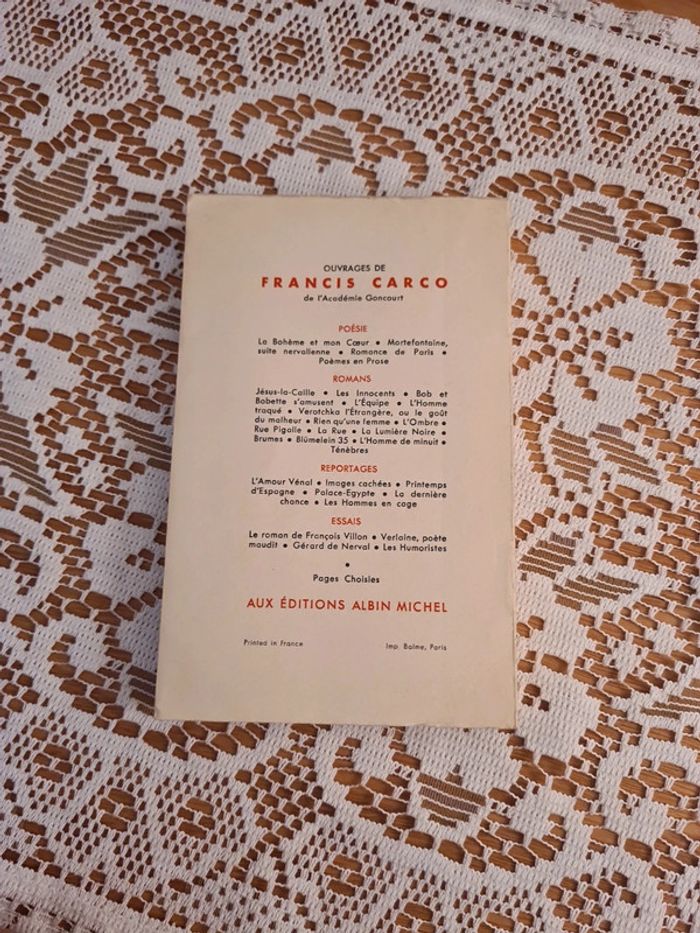 OUVRAGES DE
FRANCIS CARCO
de l'Académie Goncourt
POÉSIE
La Bohème et mon Cœur • Mortefontaine,
suite nervalienne • Romance de Paris •
Poèmes en Prose
ROMANS
Jésus-la-Caille • Les Innocents • Bob et
Bobette s'amusent • L'Équipe • L'Homme
traqué • Verotchka l'Étrangère, ou le goût
du malheur • Rien qu'une femme • L'Ombre •
Rue Pigalle • La Rue • La Lumière Noire •
Brumes • Blümelein 35 • L'Homme de minuit •
Ténèbres
REPORTAGES
L'Amour Vénal • Images cachées • Printemps
d'Espagne • Palace-Egypte • La dernière
chance • Les Hommes en cage
ESSAIS
Le roman de François Villon • Verlaine, poète
maudit • Gérard de Nerval • Les Humoristes
•
Pages Choisies
AUX ÉDITIONS ALBIN MICHEL
Printed in France Imp. Balme, Paris